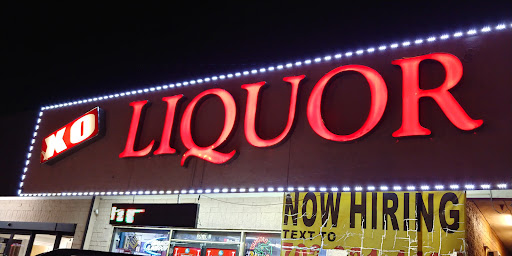 XO LIQUOR
NOW HIRING
TEXT TO